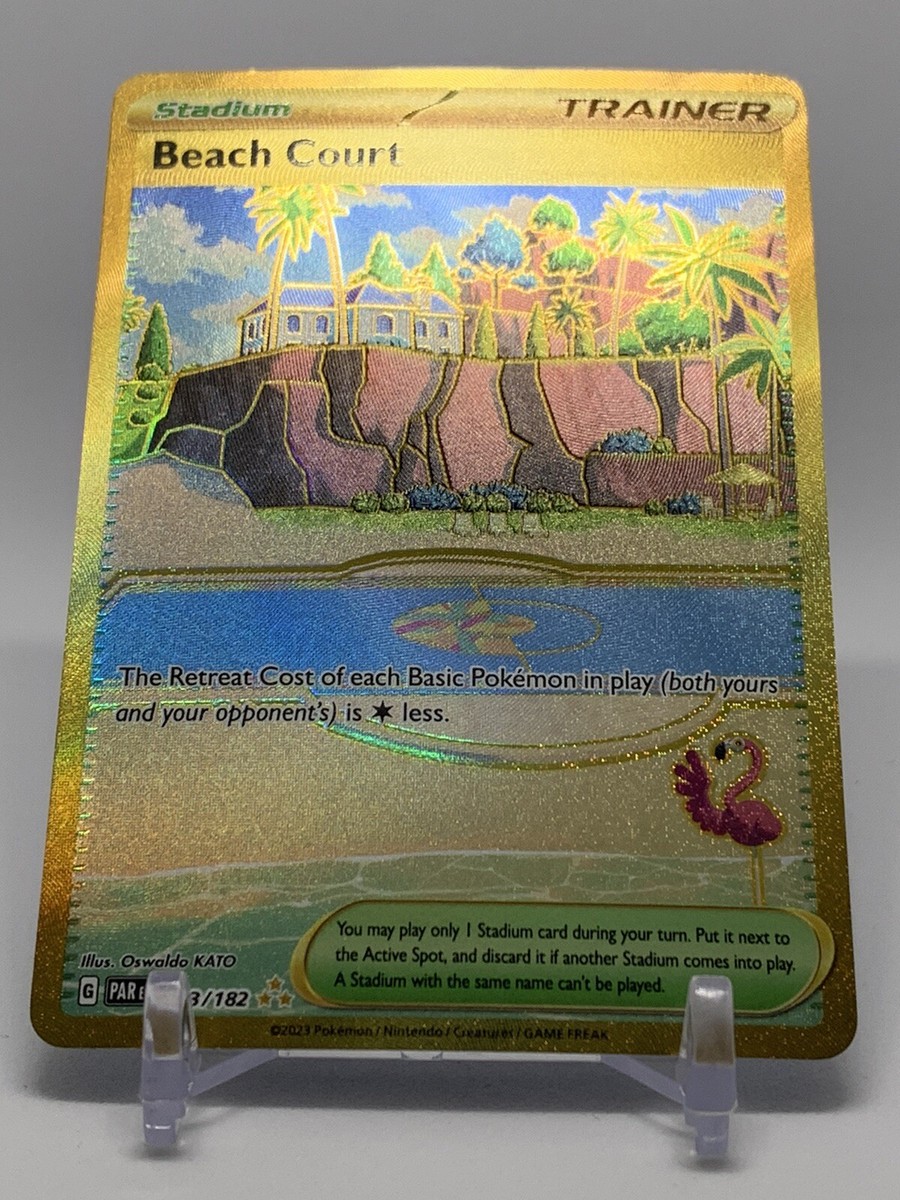 Stadium TRAINER
Beach Court
The Retreat Cost of each Basic Pokémon in play (both yours
and your opponent's) is less.
You may play only 1 Stadium card during your turn. Put it next to
the Active Spot, and discard it if another Stadium comes into play.
A Stadium with the same name can't be played.
Illus. Oswaldo KATO
G PAR 3/182
©2023 Pokémon / Nintendo / Creatures / GAME FREAK